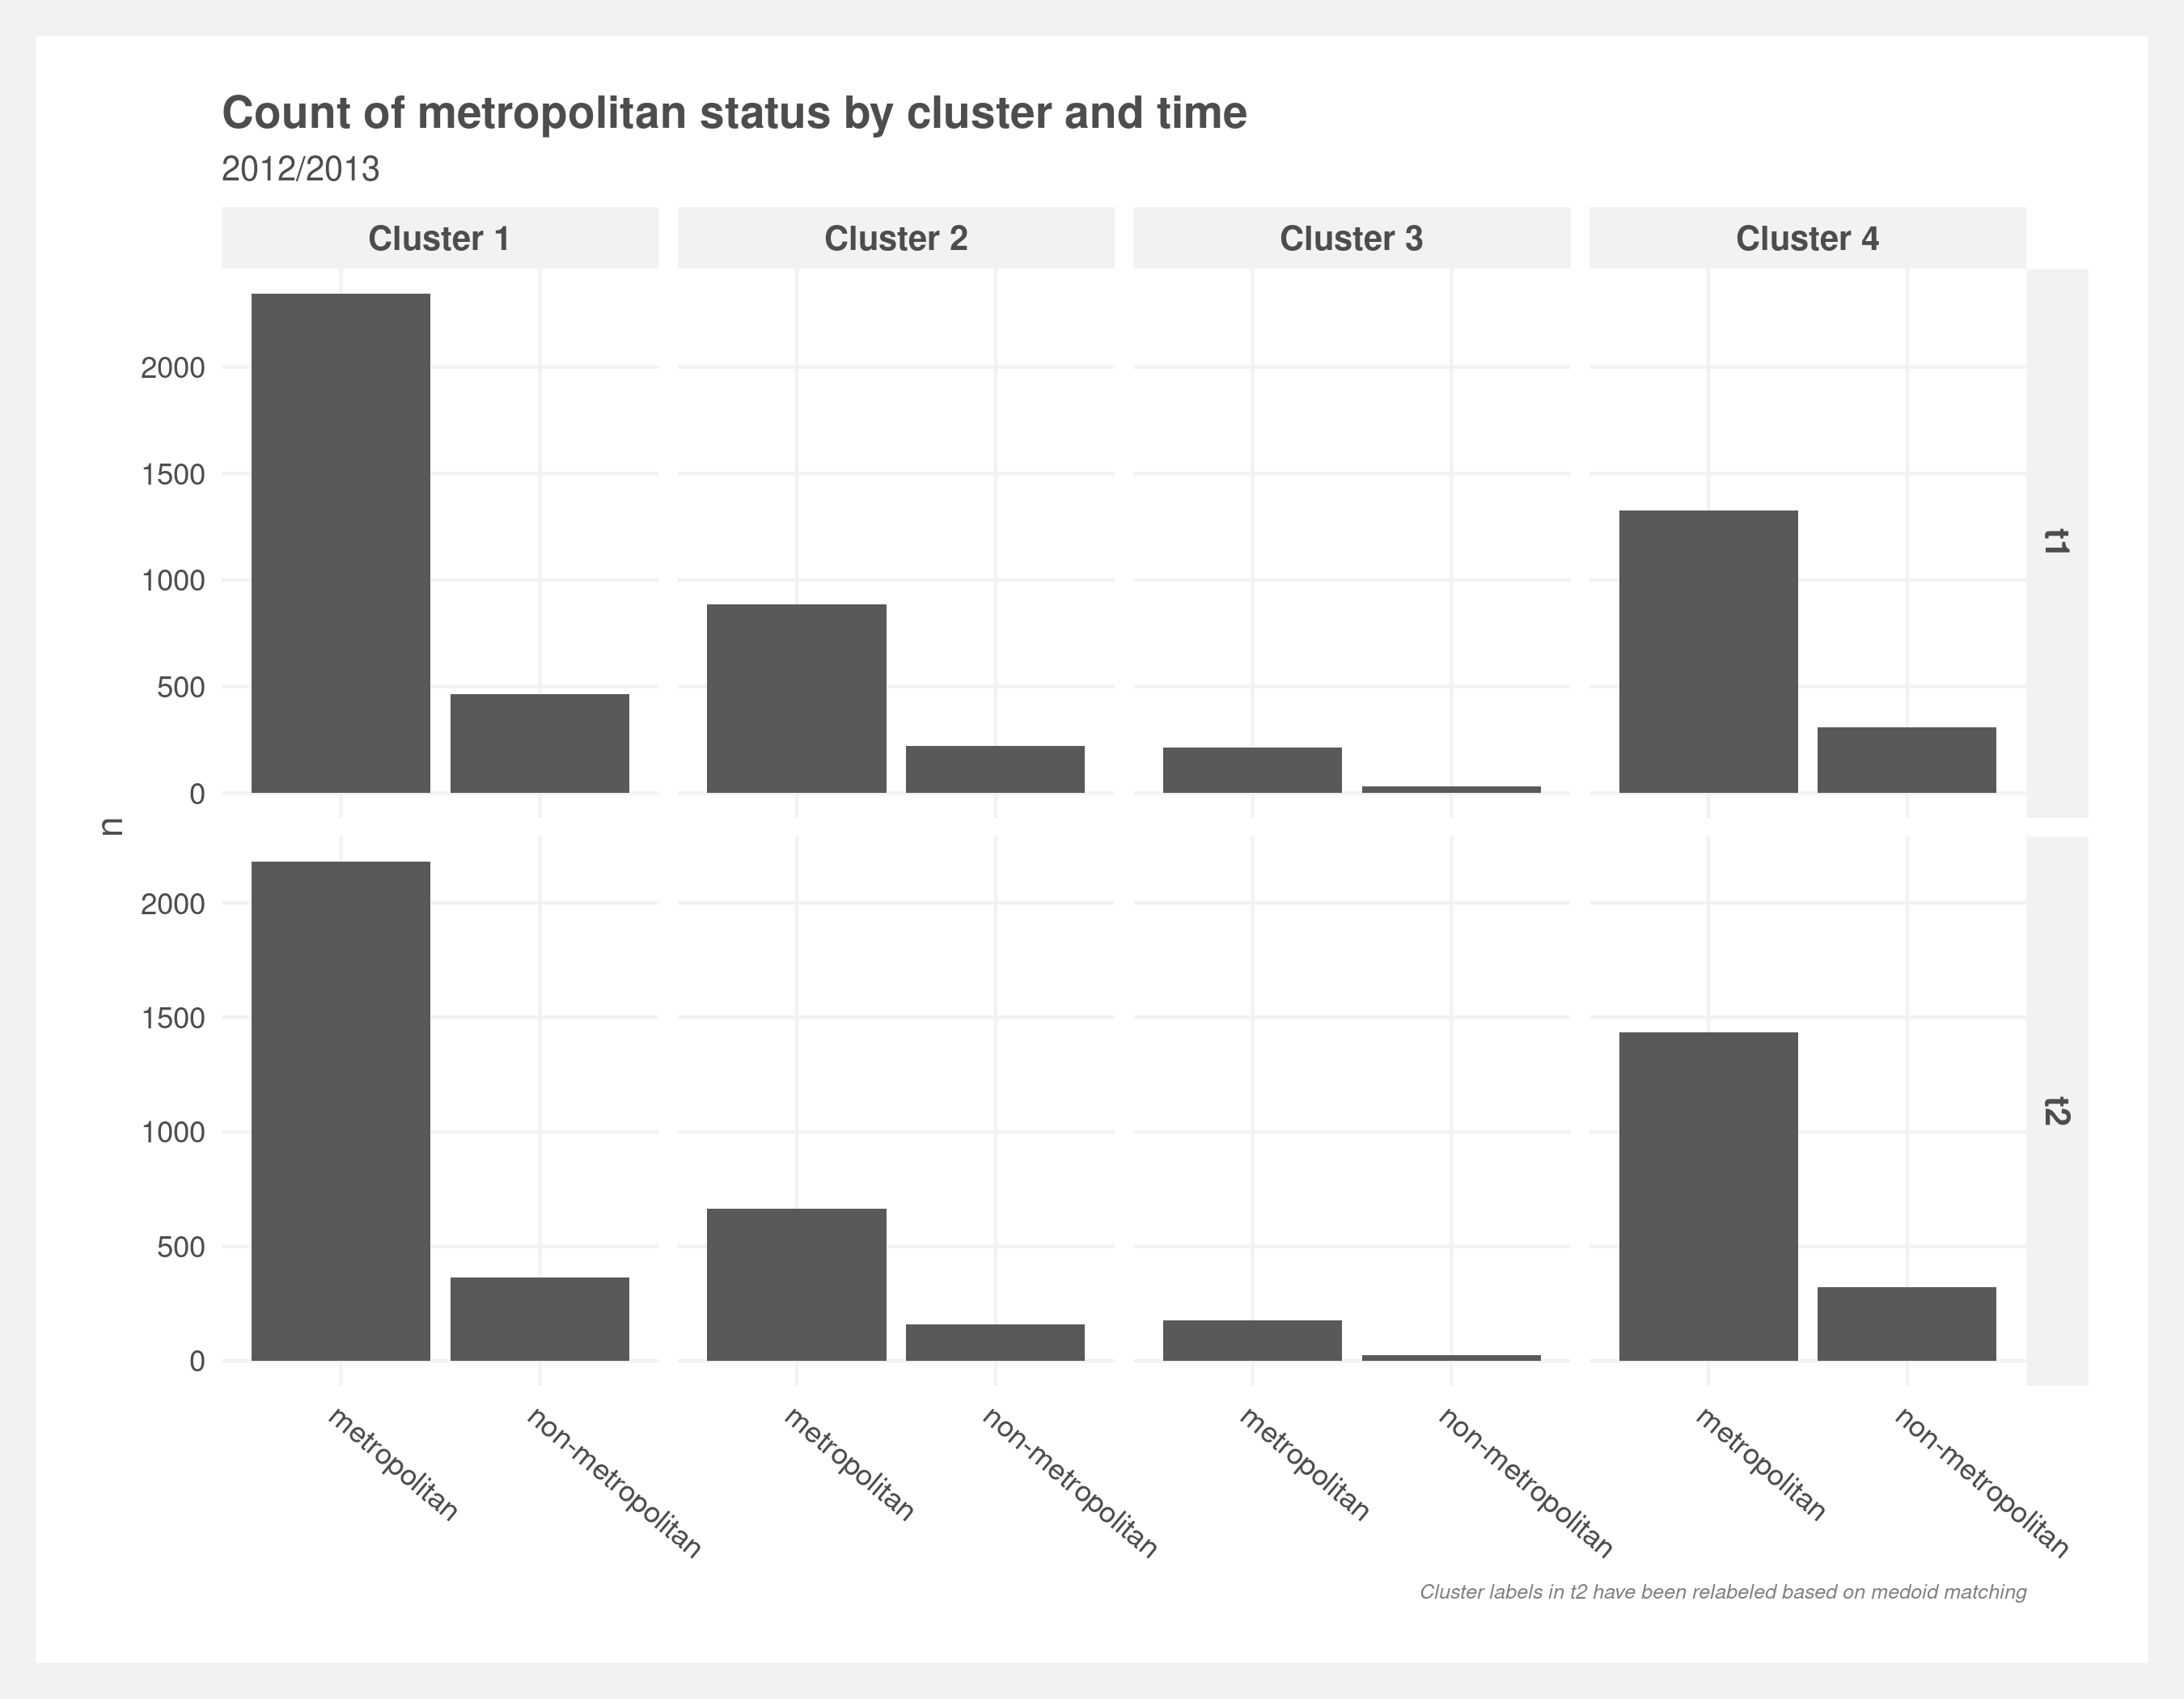 Count of metropolitan status by cluster and time
2012/2013
Cluster 1
Cluster 2
Cluster 3
Cluster 4
2000
1500
1000
500
0
t1
n
2000
1500
1000
500
0
t2
metropolitan
non-metropolitan
metropolitan
non-metropolitan
metropolitan
non-metropolitan
metropolitan
non-metropolitan
Cluster labels in t2 have been relabeled based on medoid matching